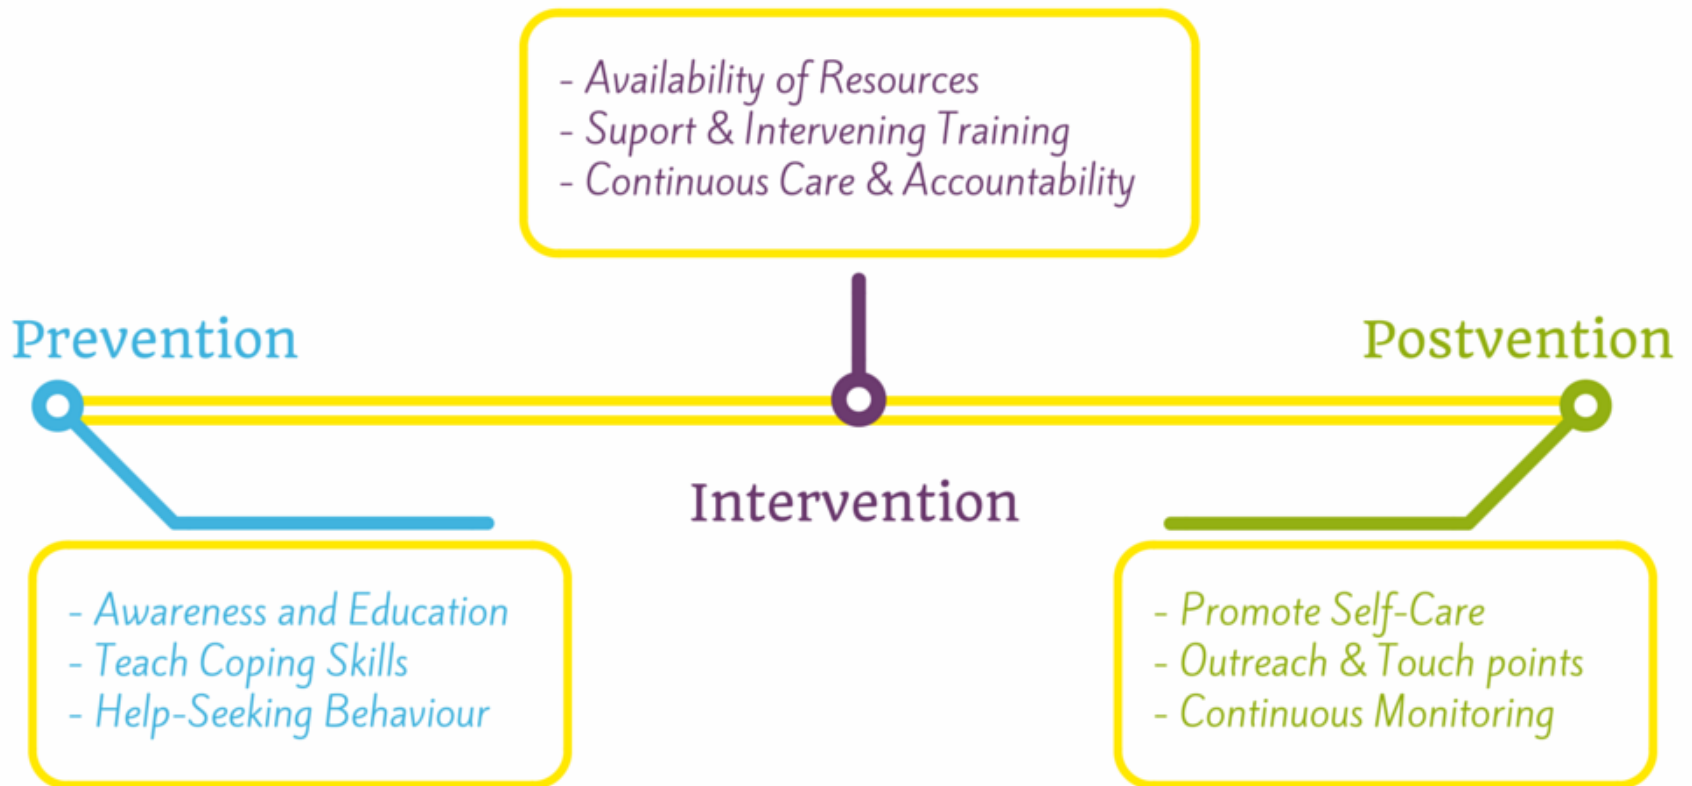 - Availability of Resources
- Suport & Intervening Training
- Continuous Care & Accountability
Prevention
Postvention
Intervention
- Awareness and Education
- Teach Coping Skills
- Help-Seeking Behaviour
- Promote Self-Care
- Outreach & Touch points
- Continuous Monitoring